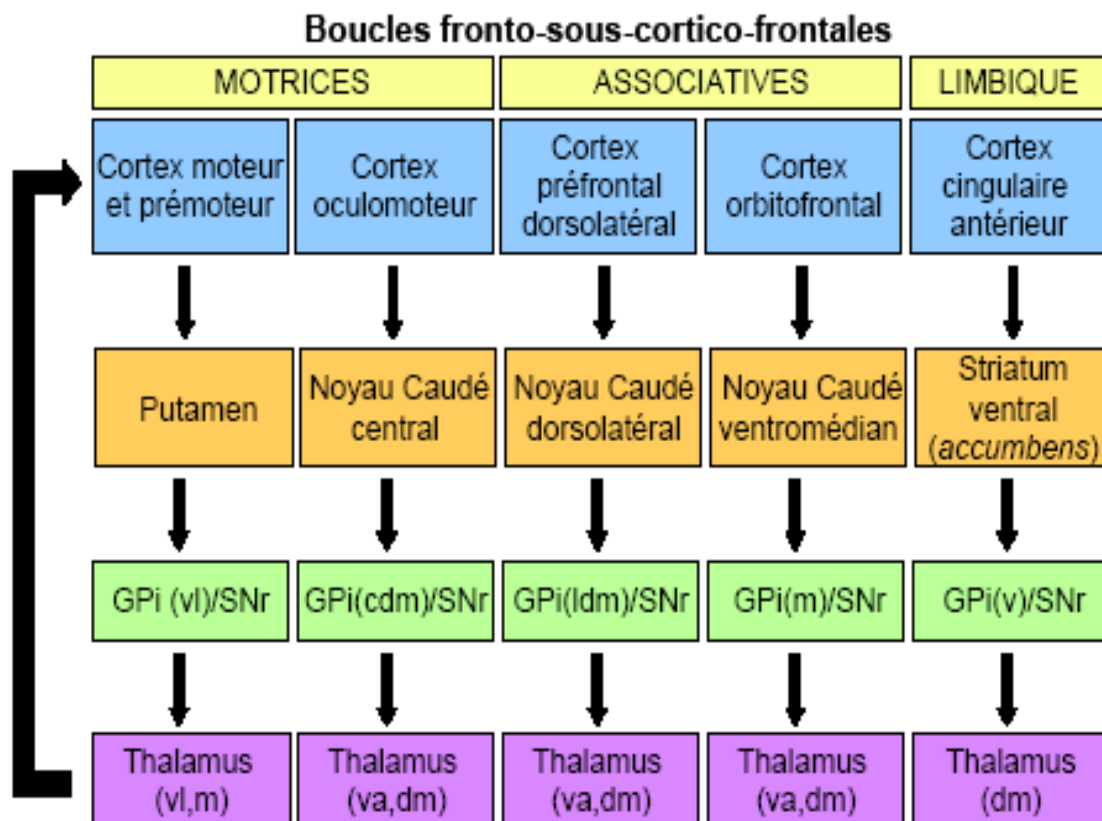 Boucles fronto-sous-cortico-frontales
MOTRICES
ASSOCIATIVES
LIMBIQUE
Cortex moteur
et prémoteur
Cortex
oculomoteur
Cortex
préfrontal
dorsolatéral
Cortex
orbitofrontal
Cortex
cingulaire
antérieur
Putamen
Noyau Caudé
central
Noyau Caudé
dorsolatéral
Noyau Caudé
ventromédian
Striatum
ventral
(accumbens)
GPi (vl)/SNr
GPi(cdm)/SNr
GPi(ldm)/SNr
GPi(m)/SNr
GPi(v)/SNr
Thalamus
(vl,m)
Thalamus
(va,dm)
Thalamus
(va,dm)
Thalamus
(va,dm)
Thalamus
(dm)